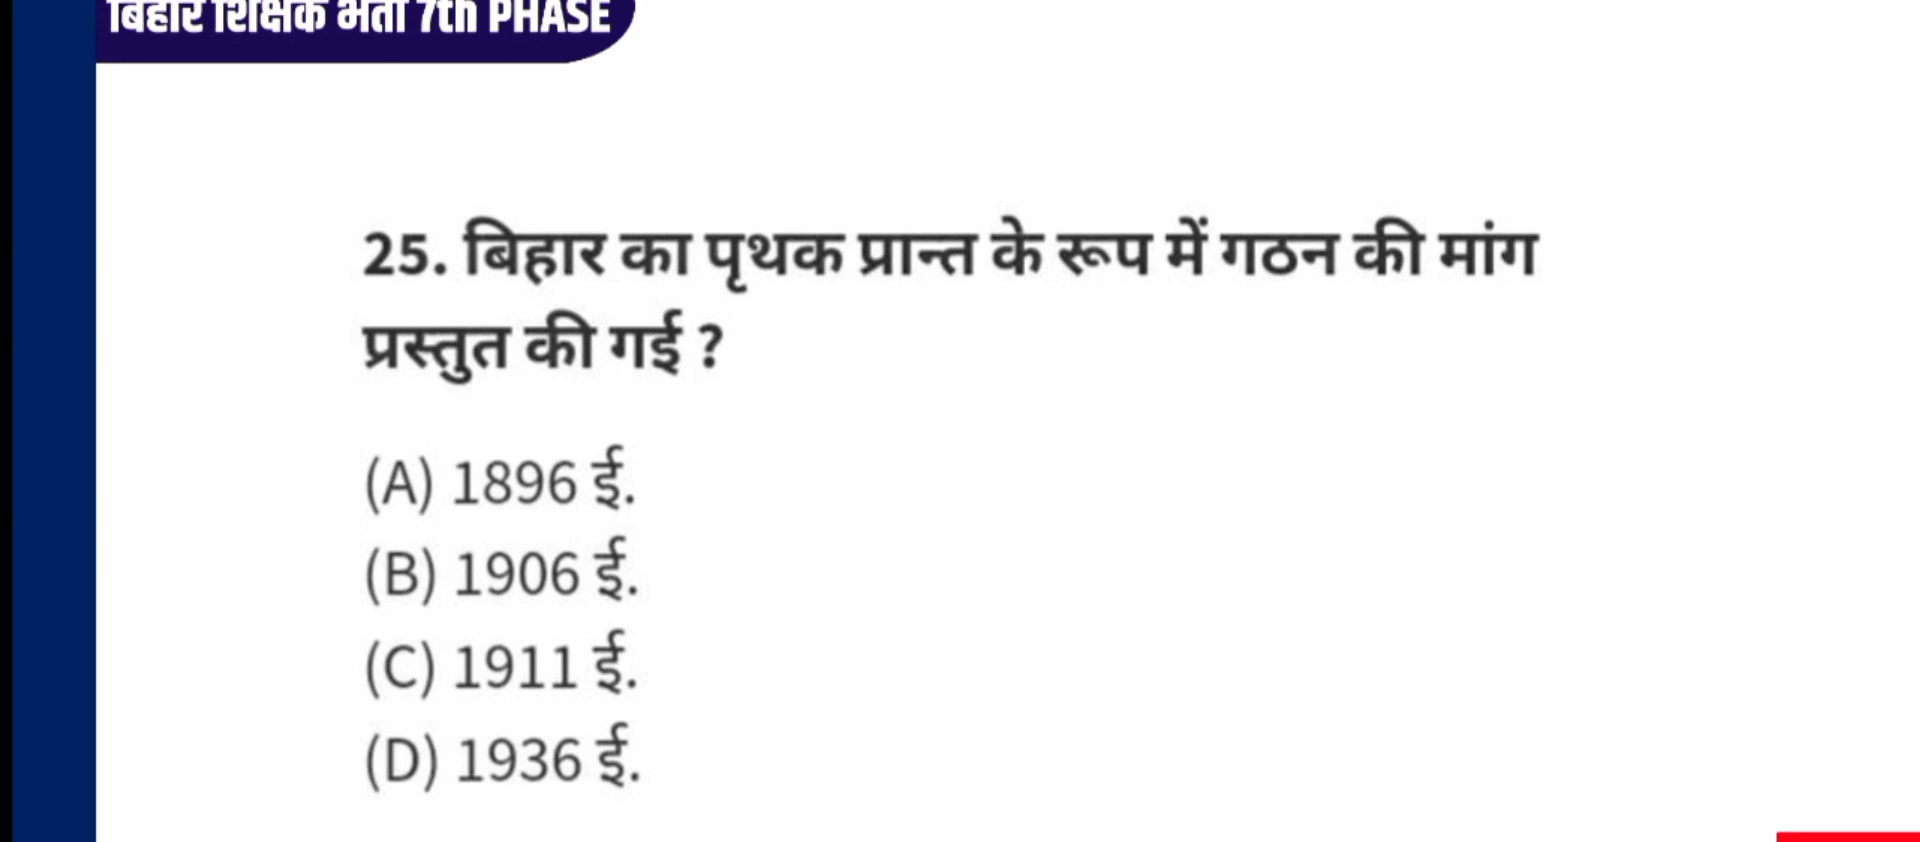 बिहार शिक्षक भर्ती 7th PHASE
25. बिहार का पृथक प्रान्त के रूप में गठन की मांग
प्रस्तुत की गई ?
(A) 1896 ई.
(B) 1906 ई.
(C) 1911 ई.
(D) 1936 ई.